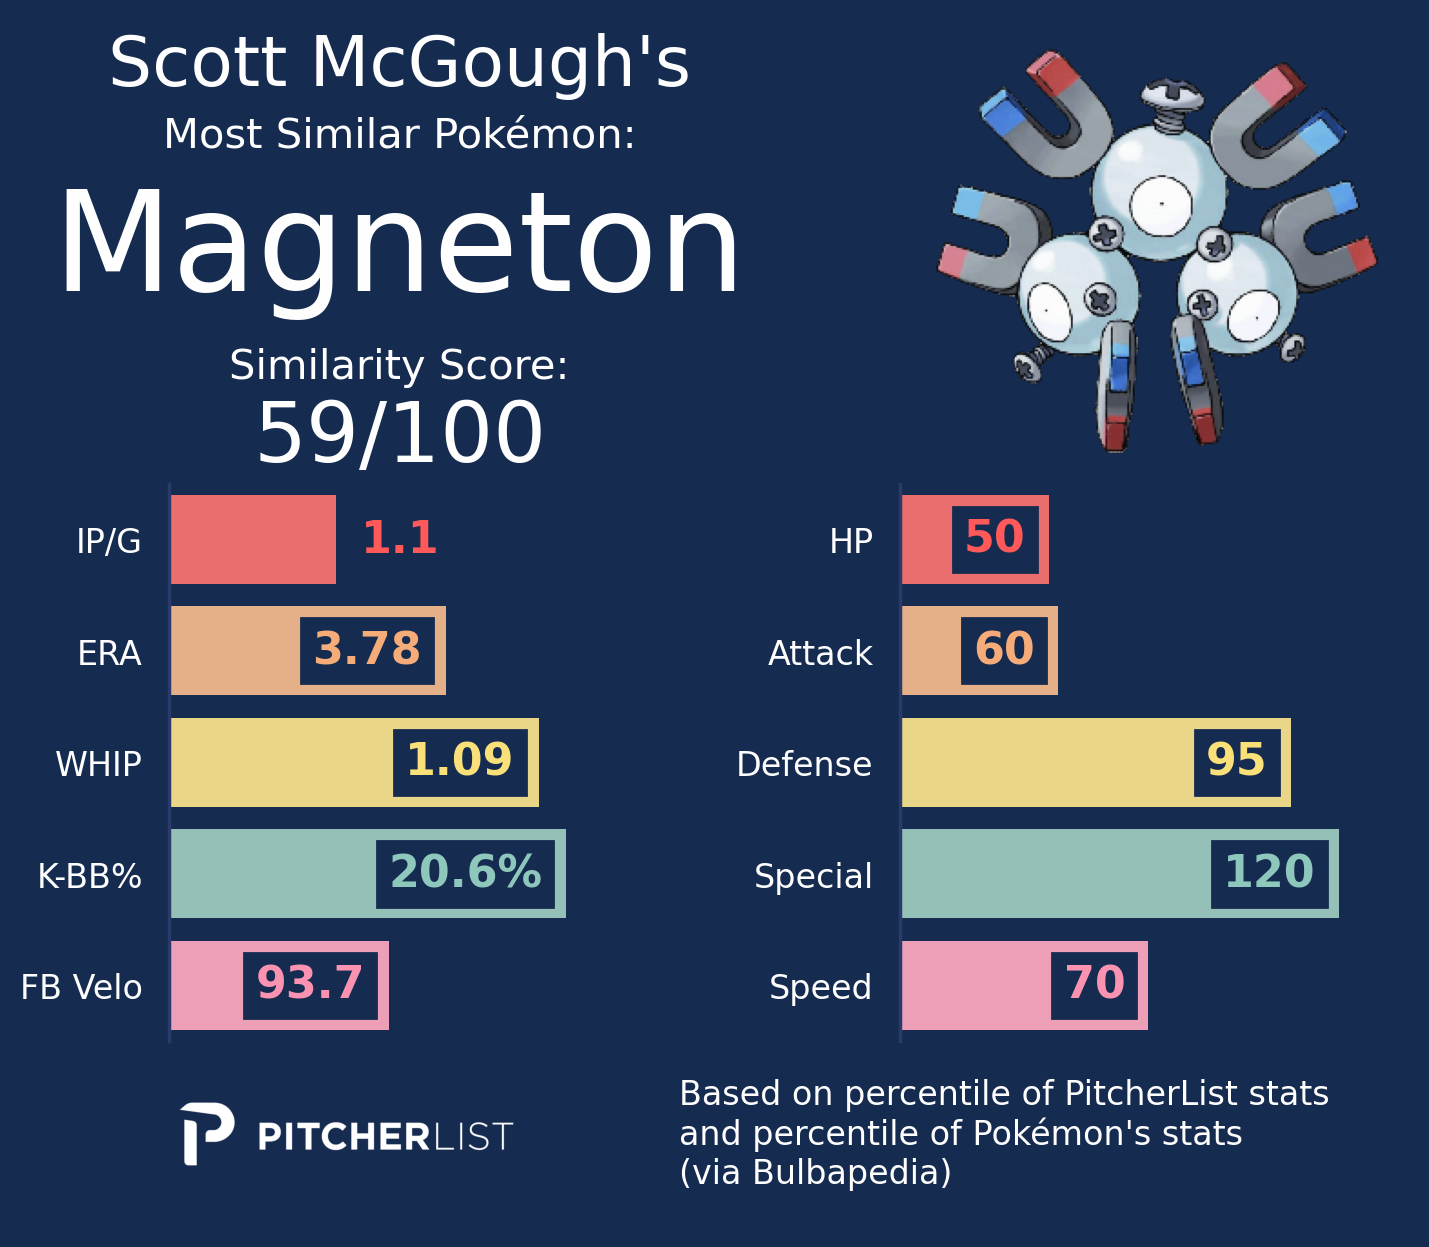 Scott McGough's
Most Similar Pokémon:
Magneton
Similarity Score:
59/100
IP/G 1.1
ERA 3.78
WHIP 1.09
K-BB% 20.6%
FB Velo 93.7
HP 50
Attack 60
Defense 95
Special 120
Speed 70
PITCHERLIST
Based on percentile of PitcherList stats
and percentile of Pokémon's stats
(via Bulbapedia)